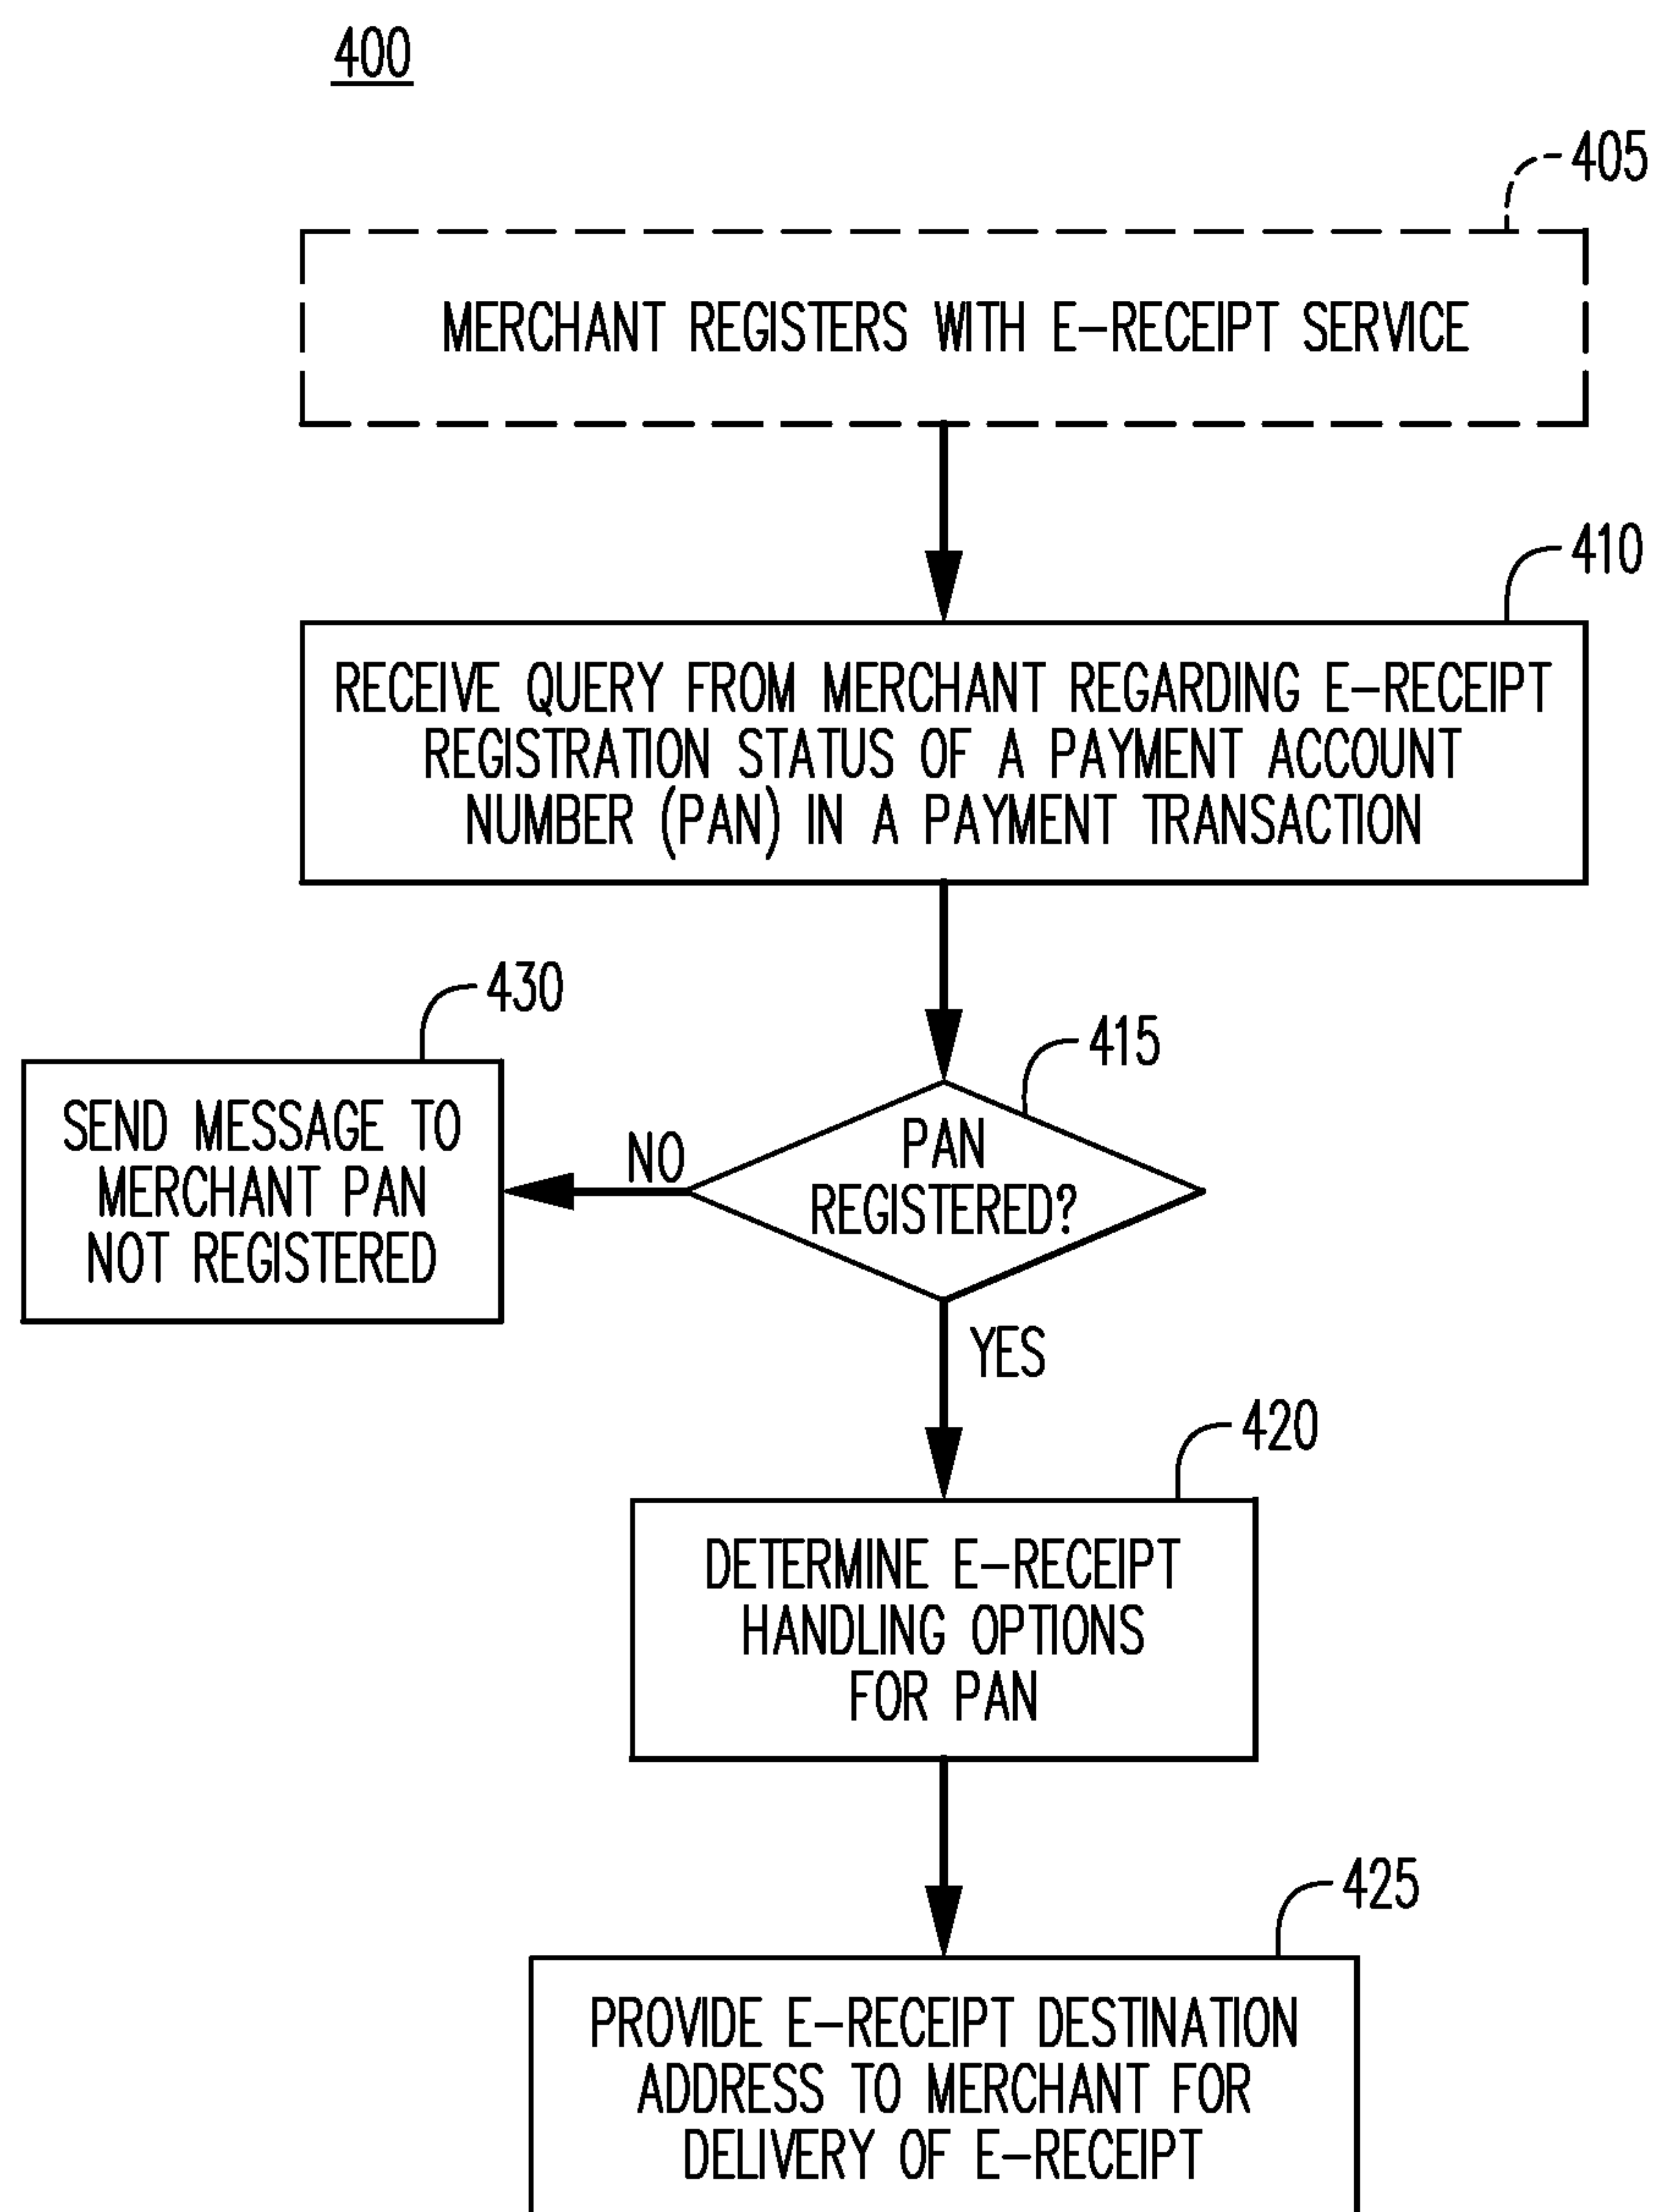 400
405
MERCHANT REGISTERS WITH E-RECEIPT SERVICE
410
RECEIVE QUERY FROM MERCHANT REGARDING E-RECEIPT
REGISTRATION STATUS OF A PAYMENT ACCOUNT
NUMBER (PAN) IN A PAYMENT TRANSACTION
430
415
SEND MESSAGE TO
MERCHANT PAN
NOT REGISTERED
NO
PAN
REGISTERED?
YES
420
DETERMINE E-RECEIPT
HANDLING OPTIONS
FOR PAN
425
PROVIDE E-RECEIPT DESTINATION
ADDRESS TO MERCHANT FOR
DELIVERY OF E-RECEIPT